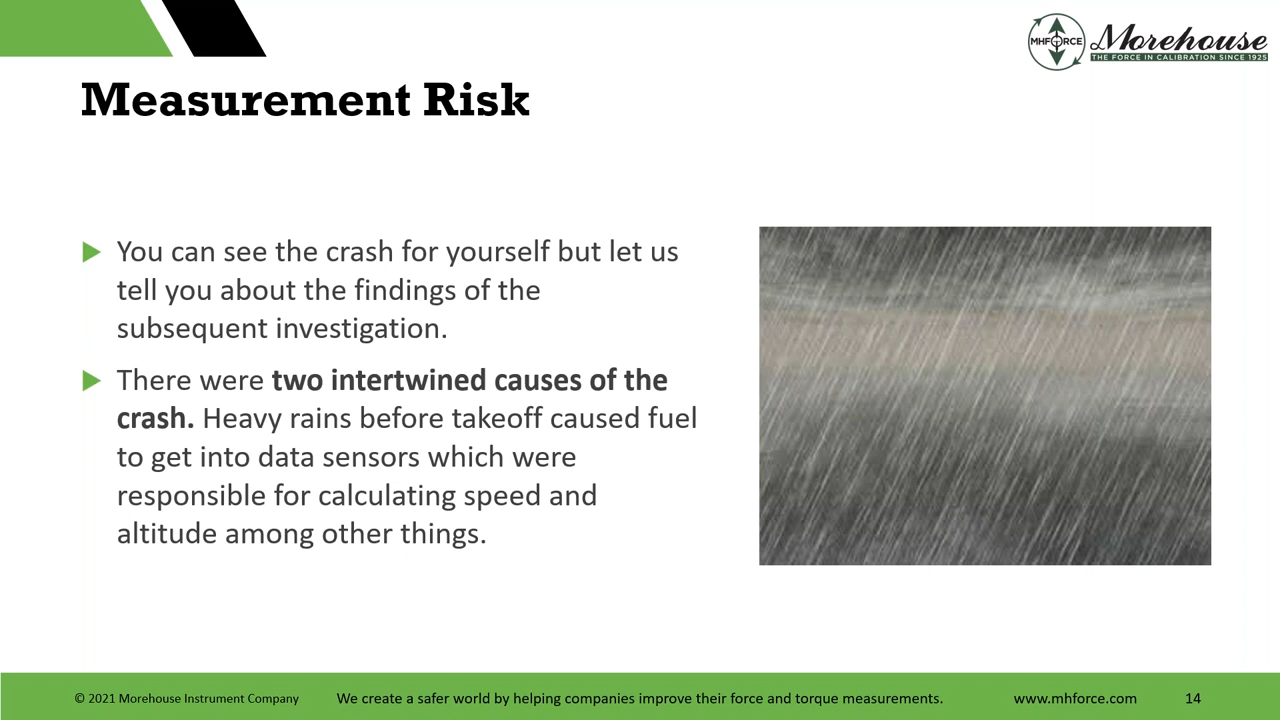 MHFORCE
Morehouse
THE FORCE IN CALIBRATION SINCE 1925
Measurement Risk
You can see the crash for yourself but let us
tell you about the findings of the
subsequent investigation.
There were two intertwined causes of the
crash. Heavy rains before takeoff caused fuel
to get into data sensors which were
responsible for calculating speed and
altitude among other things.
© 2021 Morehouse Instrument Company
We create a safer world by helping companies improve their force and torque measurements.
www.mhforce.com
14